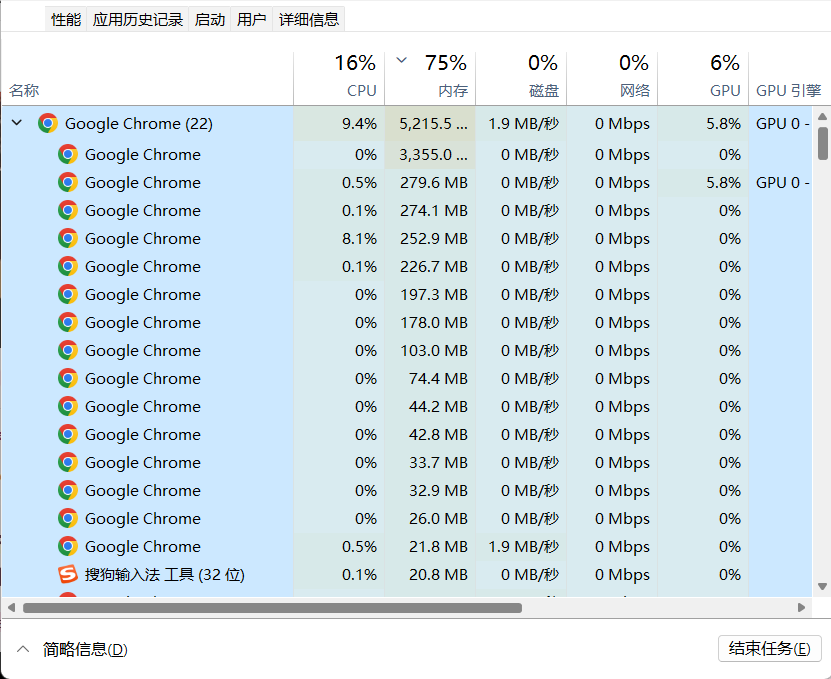 性能 应用历史记录 启动 用户 详细信息
16% 75% 0% 0% 6%
名称 CPU 内存 磁盘 网络 GPU GPU 引擎
Google Chrome (22) 9.4% 5,215.5 ... 1.9 MB/秒 0 Mbps 5.8% GPU 0 -
Google Chrome 0% 3,355.0 ... 0 MB/秒 0 Mbps 0%
Google Chrome 0.5% 279.6 MB 0 MB/秒 0 Mbps 5.8% GPU 0 -
Google Chrome 0.1% 274.1 MB 0 MB/秒 0 Mbps 0%
Google Chrome 8.1% 252.9 MB 0 MB/秒 0 Mbps 0%
Google Chrome 0.1% 226.7 MB 0 MB/秒 0 Mbps 0%
Google Chrome 0% 197.3 MB 0 MB/秒 0 Mbps 0%
Google Chrome 0% 178.0 MB 0 MB/秒 0 Mbps 0%
Google Chrome 0% 103.0 MB 0 MB/秒 0 Mbps 0%
Google Chrome 0% 74.4 MB 0 MB/秒 0 Mbps 0%
Google Chrome 0% 44.2 MB 0 MB/秒 0 Mbps 0%
Google Chrome 0% 42.8 MB 0 MB/秒 0 Mbps 0%
Google Chrome 0% 33.7 MB 0 MB/秒 0 Mbps 0%
Google Chrome 0% 32.9 MB 0 MB/秒 0 Mbps 0%
Google Chrome 0% 26.0 MB 0 MB/秒 0 Mbps 0%
Google Chrome 0.5% 21.8 MB 1.9 MB/秒 0 Mbps 0%
搜狗输入法 工具 (32 位) 0.1% 20.8 MB 0 MB/秒 0 Mbps 0%
简略信息(D) 结束任务(E)